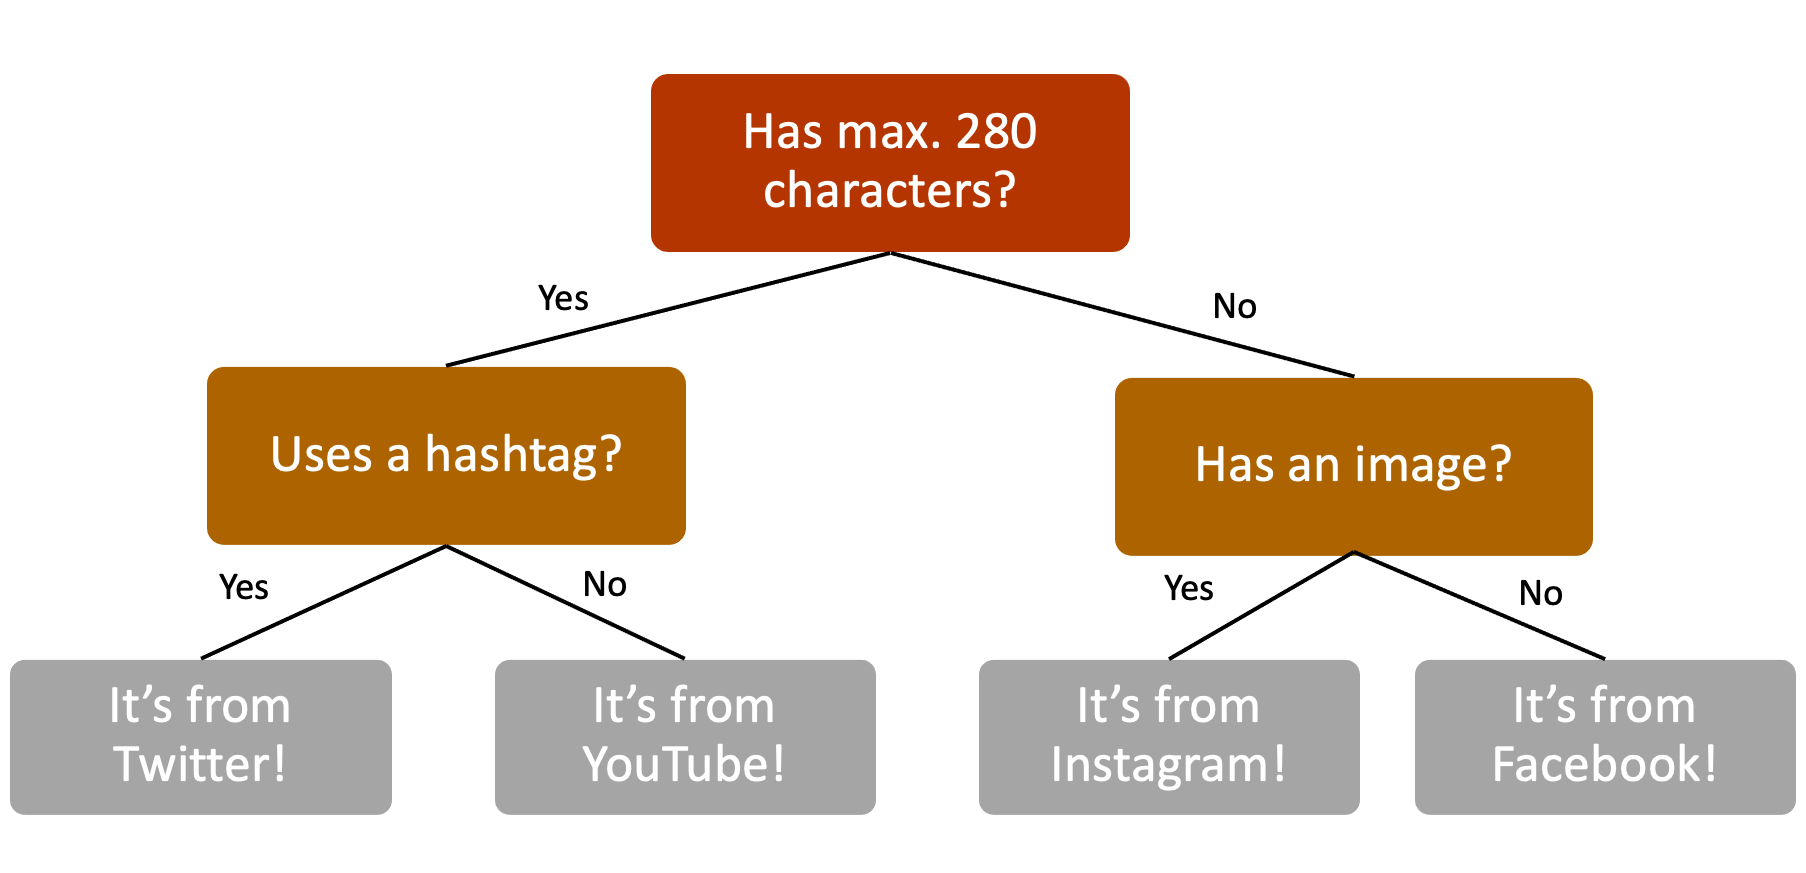 Has max. 280
characters?
Yes
No
Uses a hashtag?
Has an image?
Yes
No
Yes
No
It’s from
Twitter!
It’s from
YouTube!
It’s from
Instagram!
It’s from
Facebook!